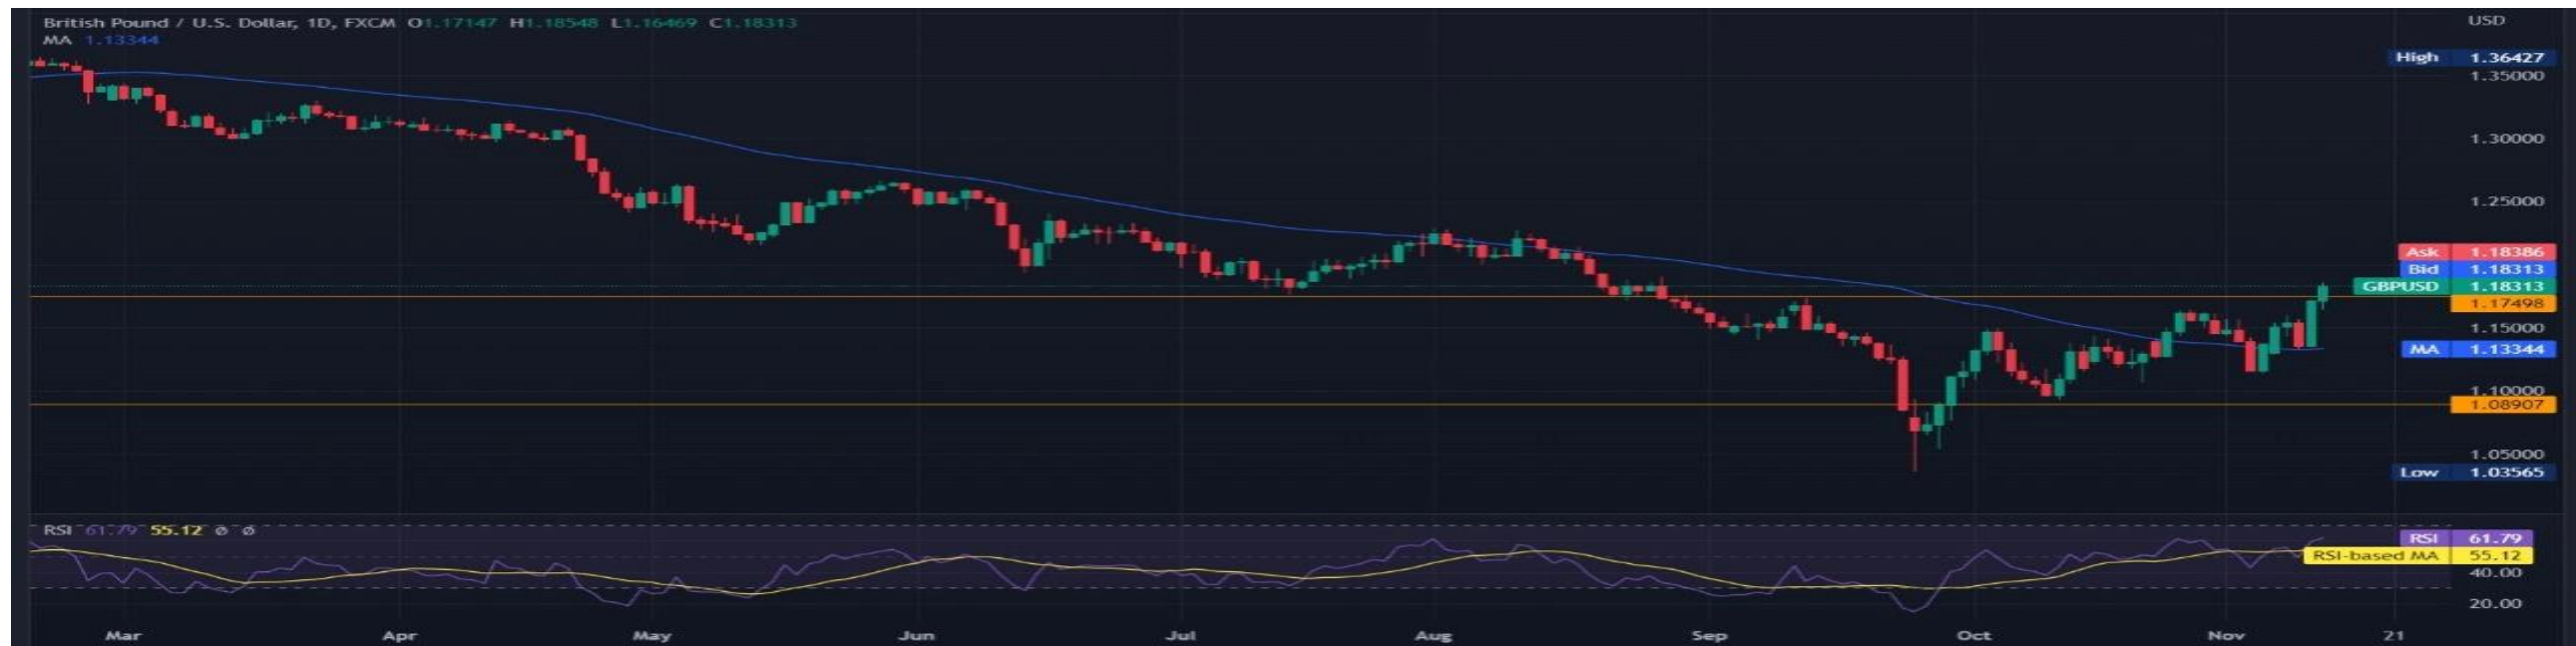 British Pound / U.S. Dollar, 1D, FXCM O1.17147 H1.18548 L1.16469 C1.18313
MA 1.13344
USD
High 1.36427
1.35000
1.30000
1.25000
Ask 1.18386
Bid 1.18313
GBPUSD 1.18313
1.17498
1.15000
MA 1.13344
1.10000
1.08907
1.05000
Low 1.03565
RSI 61.79 55.12 ø ø
RSI 61.79
RSI-based MA 55.12
40.00
20.00
Mar Apr May Jun Jul Aug Sep Oct Nov 21